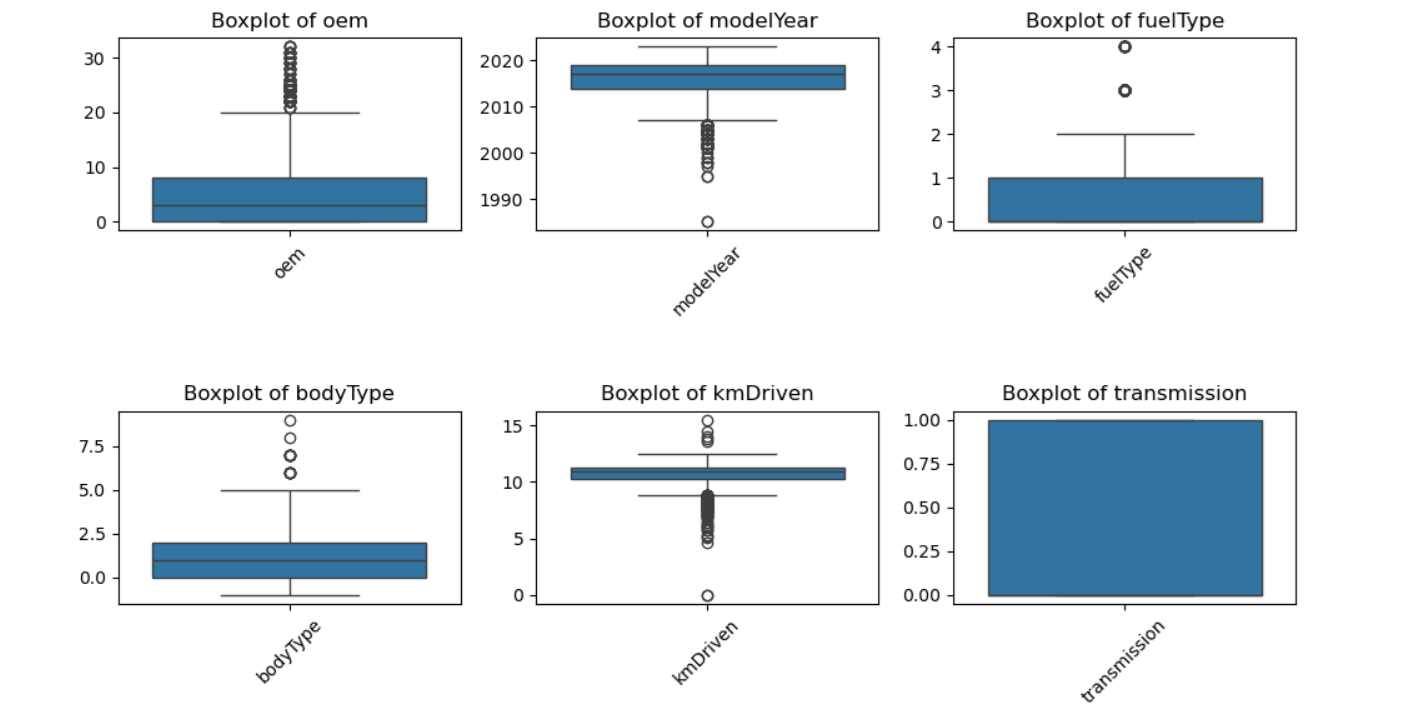 Boxplot of oem
30
20
10
0
oem
Boxplot of modelYear
2020
2010
2000
1990
modelYear
Boxplot of fuelType
4
3
2
1
0
fuelType
Boxplot of bodyType
7.5
5.0
2.5
0.0
bodyType
Boxplot of kmDriven
15
10
5
0
kmDriven
Boxplot of transmission
1.00
0.75
0.50
0.25
0.00
transmission